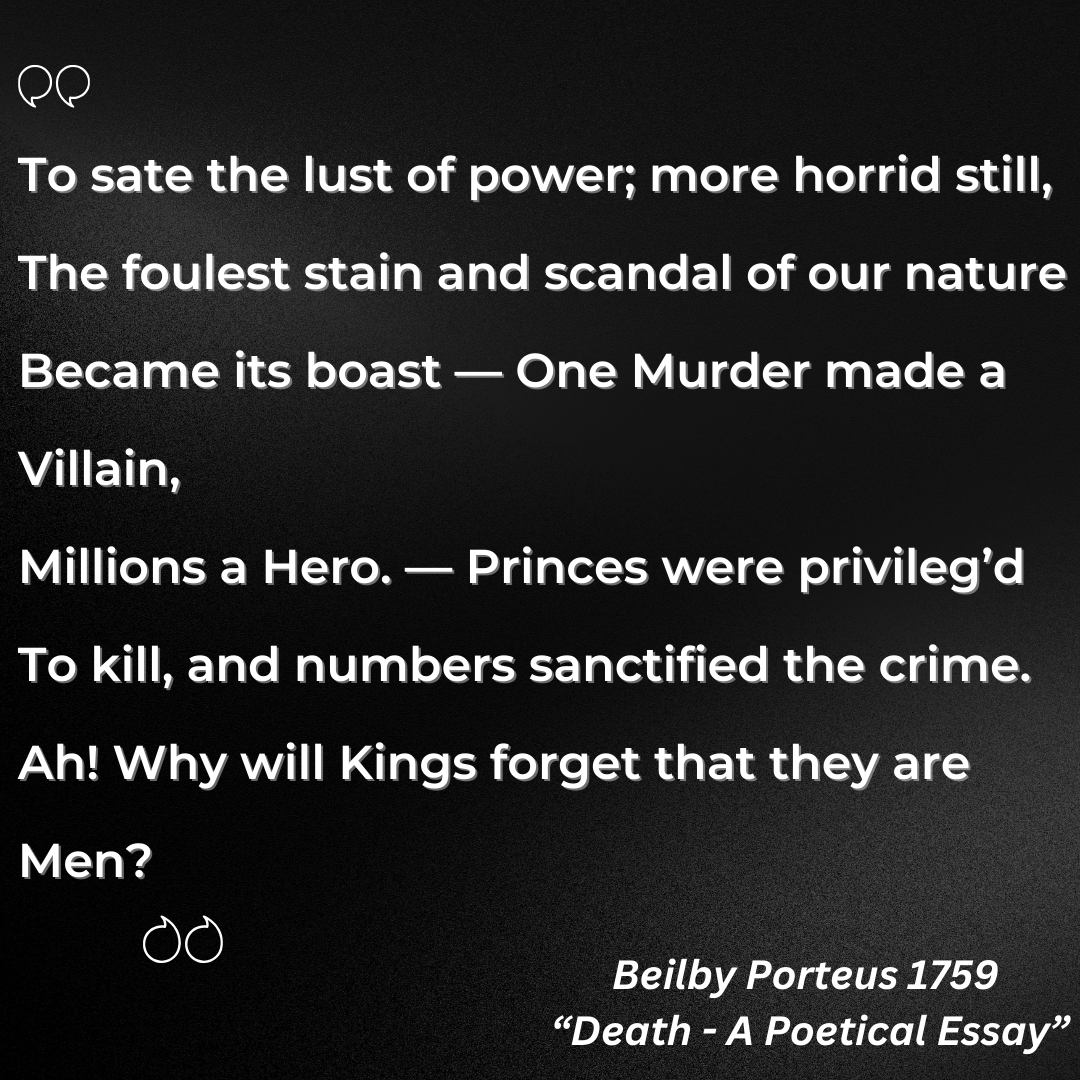 To sate the lust of power; more horrid still,
The foulest stain and scandal of our nature
Became its boast — One Murder made a
Villain,
Millions a Hero. — Princes were privileg’d
To kill, and numbers sanctified the crime.
Ah! Why will Kings forget that they are
Men?
Beilby Porteus 1759
“Death - A Poetical Essay”